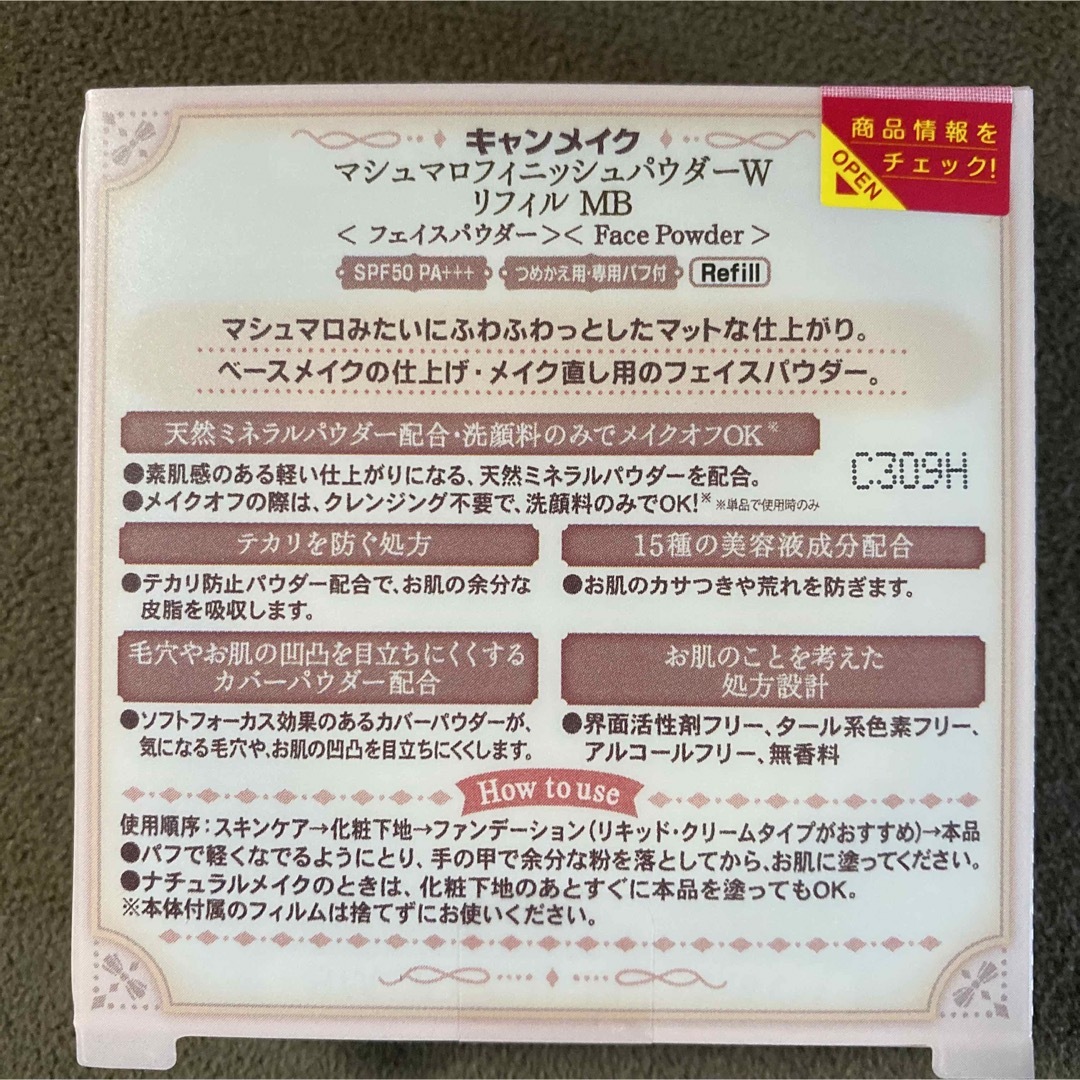 キャンメイク
マシュマロフィニッシュパウダーW
リフィル MB
＜ フェイスパウダー＞＜ Face Powder ＞
SPF50 PA+++ つめかえ用・専用パフ付 Refill
商品情報を
チェック!
OPEN
マシュマロみたいにふわふわっとしたマットな仕上がり。
ベースメイクの仕上げ・メイク直し用のフェイスパウダー。
天然ミネラルパウダー配合・洗顔料のみでメイクオフOK※
●素肌感のある軽い仕上がりになる、天然ミネラルパウダーを配合。
●メイクオフの際は、クレンジング不要で、洗顔料のみでOK!※ ※単品で使用時のみ
C309H
テカリを防ぐ処方
●テカリ防止パウダー配合で、お肌の余分な
皮脂を吸収します。
15種の美容液成分配合
●お肌のカサつきや荒れを防ぎます。
毛穴やお肌の凹凸を目立ちにくくする
カバーパウダー配合
●ソフトフォーカス効果のあるカバーパウダーが、
気になる毛穴や、お肌の凹凸を目立ちにくくします。
お肌のことを考えた
処方設計
●界面活性剤フリー、タール系色素フリー、
アルコールフリー、無香料
How to use
使用順序：スキンケア→化粧下地→ファンデーション（リキッド・クリームタイプがおすすめ）→本品
●パフで軽くなでるようにとり、手の甲で余分な粉を落としてから、お肌に塗ってください。
●ナチュラルメイクのときは、化粧下地のあとすぐに本品を塗ってもOK。
※本体付属のフィルムは捨てずにお使いください。